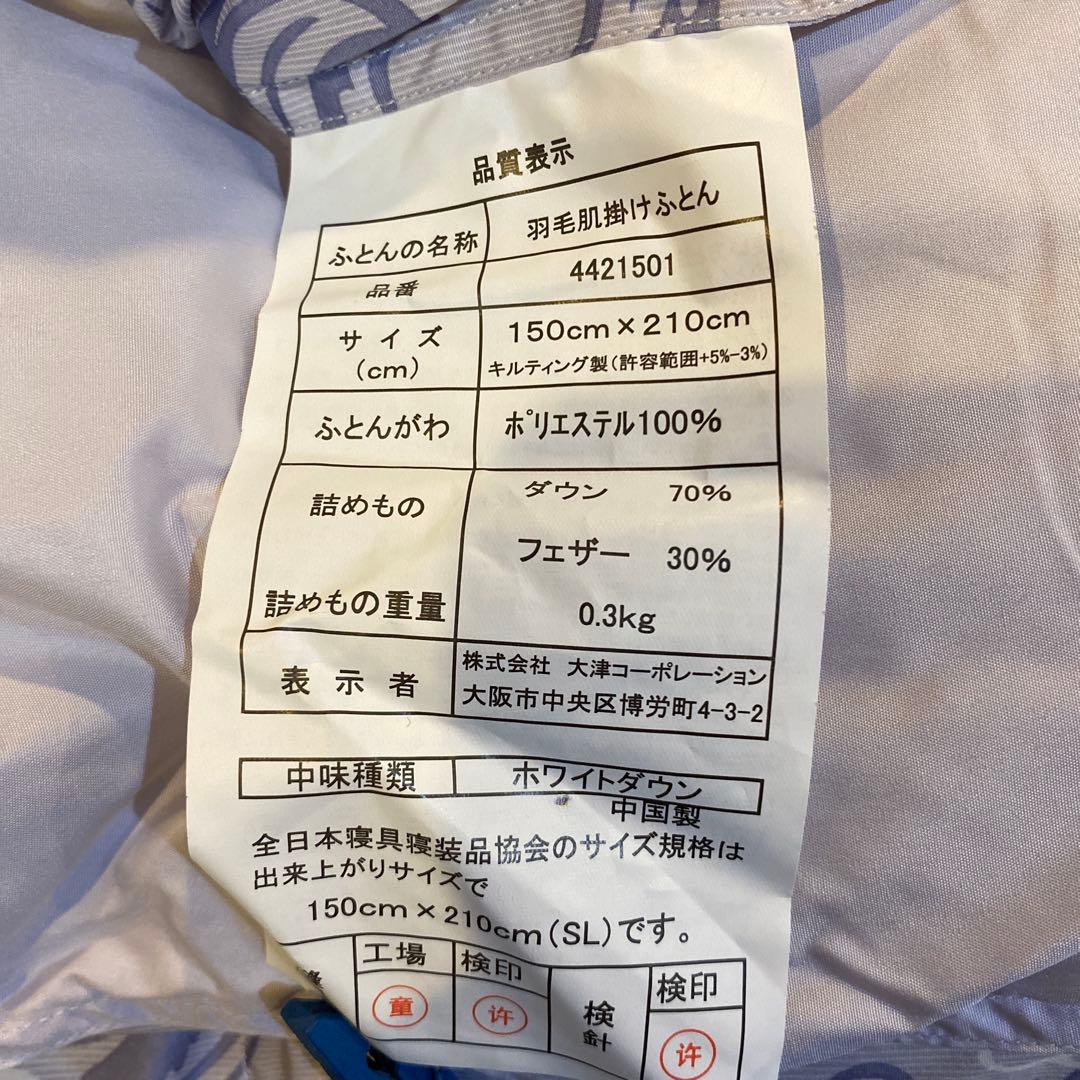 品質表示
ふとんの名称 羽毛肌掛けふとん
品番 4421501
サイズ 150cm×210cm
(cm) キルティング製(許容範囲+5%-3%)
ふとんがわ ポリエステル100%
詰めもの ダウン 70%
フェザー 30%
詰めもの重量 0.3kg
表示者 株式会社 大津コーポレーション
大阪市中央区博労町4-3-2
中味種類 ホワイトダウン
中国製
全日本寝具寝装品協会のサイズ規格は
出来上がりサイズで
150cm×210cm(SL)です。
工場 検印 検針 検印
童 许 许